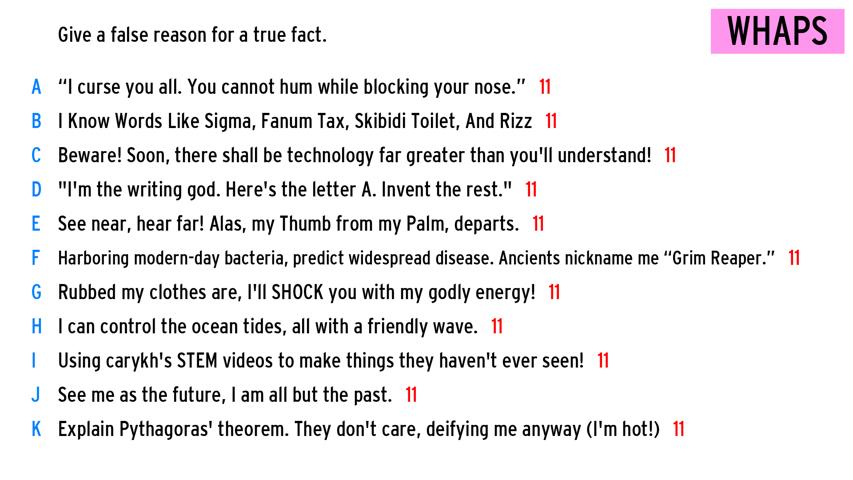 Give a false reason for a true fact.
WHAPS
A “I curse you all. You cannot hum while blocking your nose.” 11
B I Know Words Like Sigma, Fanum Tax, Skibidi Toilet, And Rizz 11
C Beware! Soon, there shall be technology far greater than you'll understand! 11
D "I'm the writing god. Here's the letter A. Invent the rest." 11
E See near, hear far! Alas, my Thumb from my Palm, departs. 11
F Harboring modern-day bacteria, predict widespread disease. Ancients nickname me “Grim Reaper.” 11
G Rubbed my clothes are, I'll SHOCK you with my godly energy! 11
H I can control the ocean tides, all with a friendly wave. 11
I Using carykh's STEM videos to make things they haven't ever seen! 11
J See me as the future, I am all but the past. 11
K Explain Pythagoras' theorem. They don't care, deifying me anyway (I'm hot!) 11